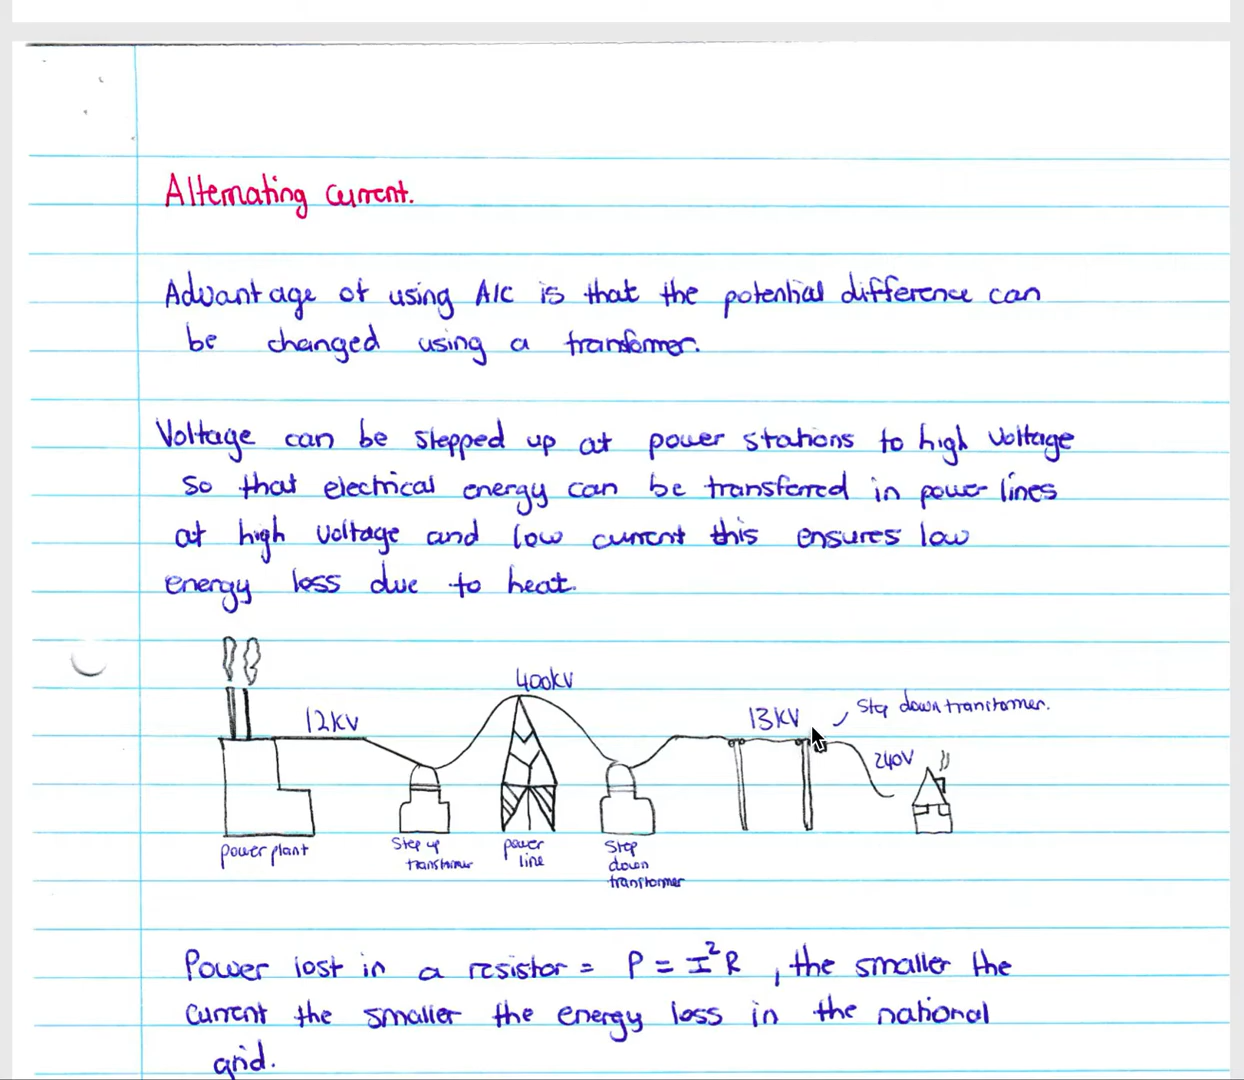 Alternating current.
Advantage of using A/C is that the potential difference can
be changed using a transformer.
Voltage can be stepped up at power stations to high voltage
so that electrical energy can be transferred in power lines
at high voltage and low current this ensures low
energy loss due to heat.
400kV
12kV
13kV
Step down transformer.
240V
power plant
Step up
transformer
power
line
Step
down
transformer
Power lost in a resistor = P = I²R , the smaller the
current the smaller the energy loss in the national
grid.